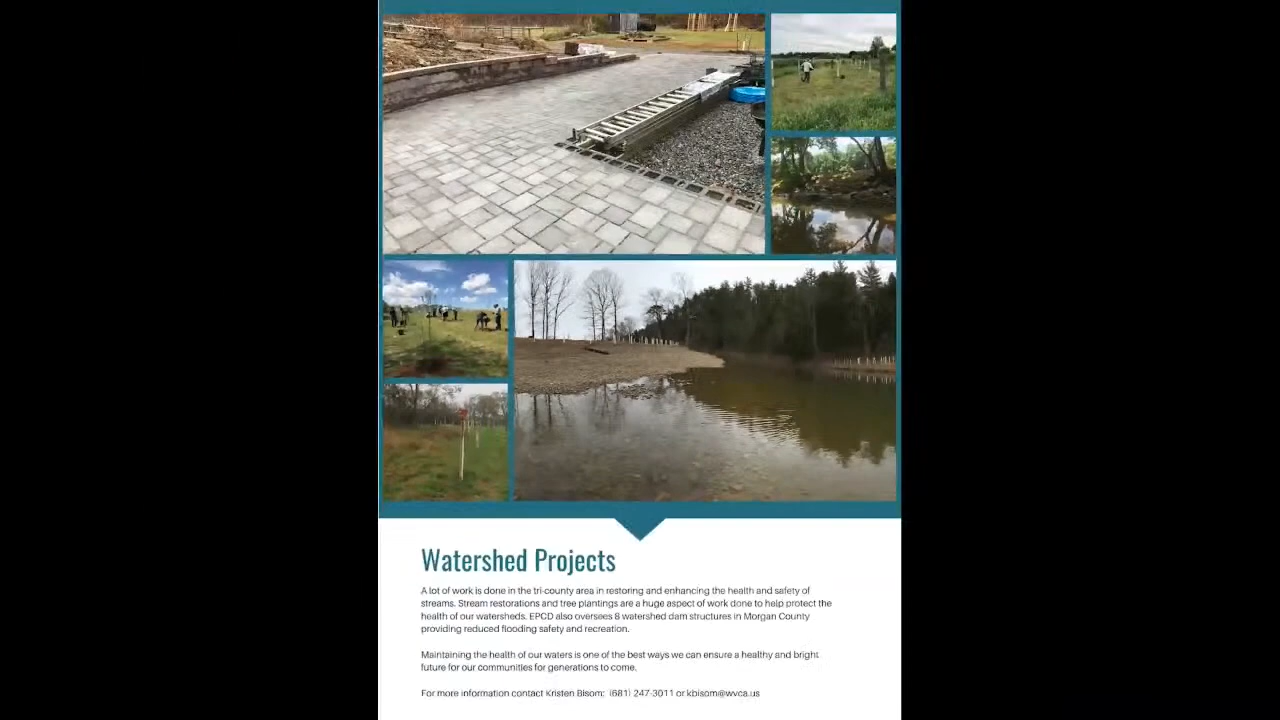 Watershed Projects
A lot of work is done in the tri-county area in restoring and enhancing the health and safety of
streams. Stream restorations and tree plantings are a huge aspect of work done to help protect the
health of our watersheds. EPCD also oversees 8 watershed dam structures in Morgan County
providing reduced flooding safety and recreation.
Maintaining the health of our waters is one of the best ways we can ensure a healthy and bright
future for our communities for generations to come.
For more information contact Kristen Bisom: (681) 247-3011 or kbisom@wvca.us